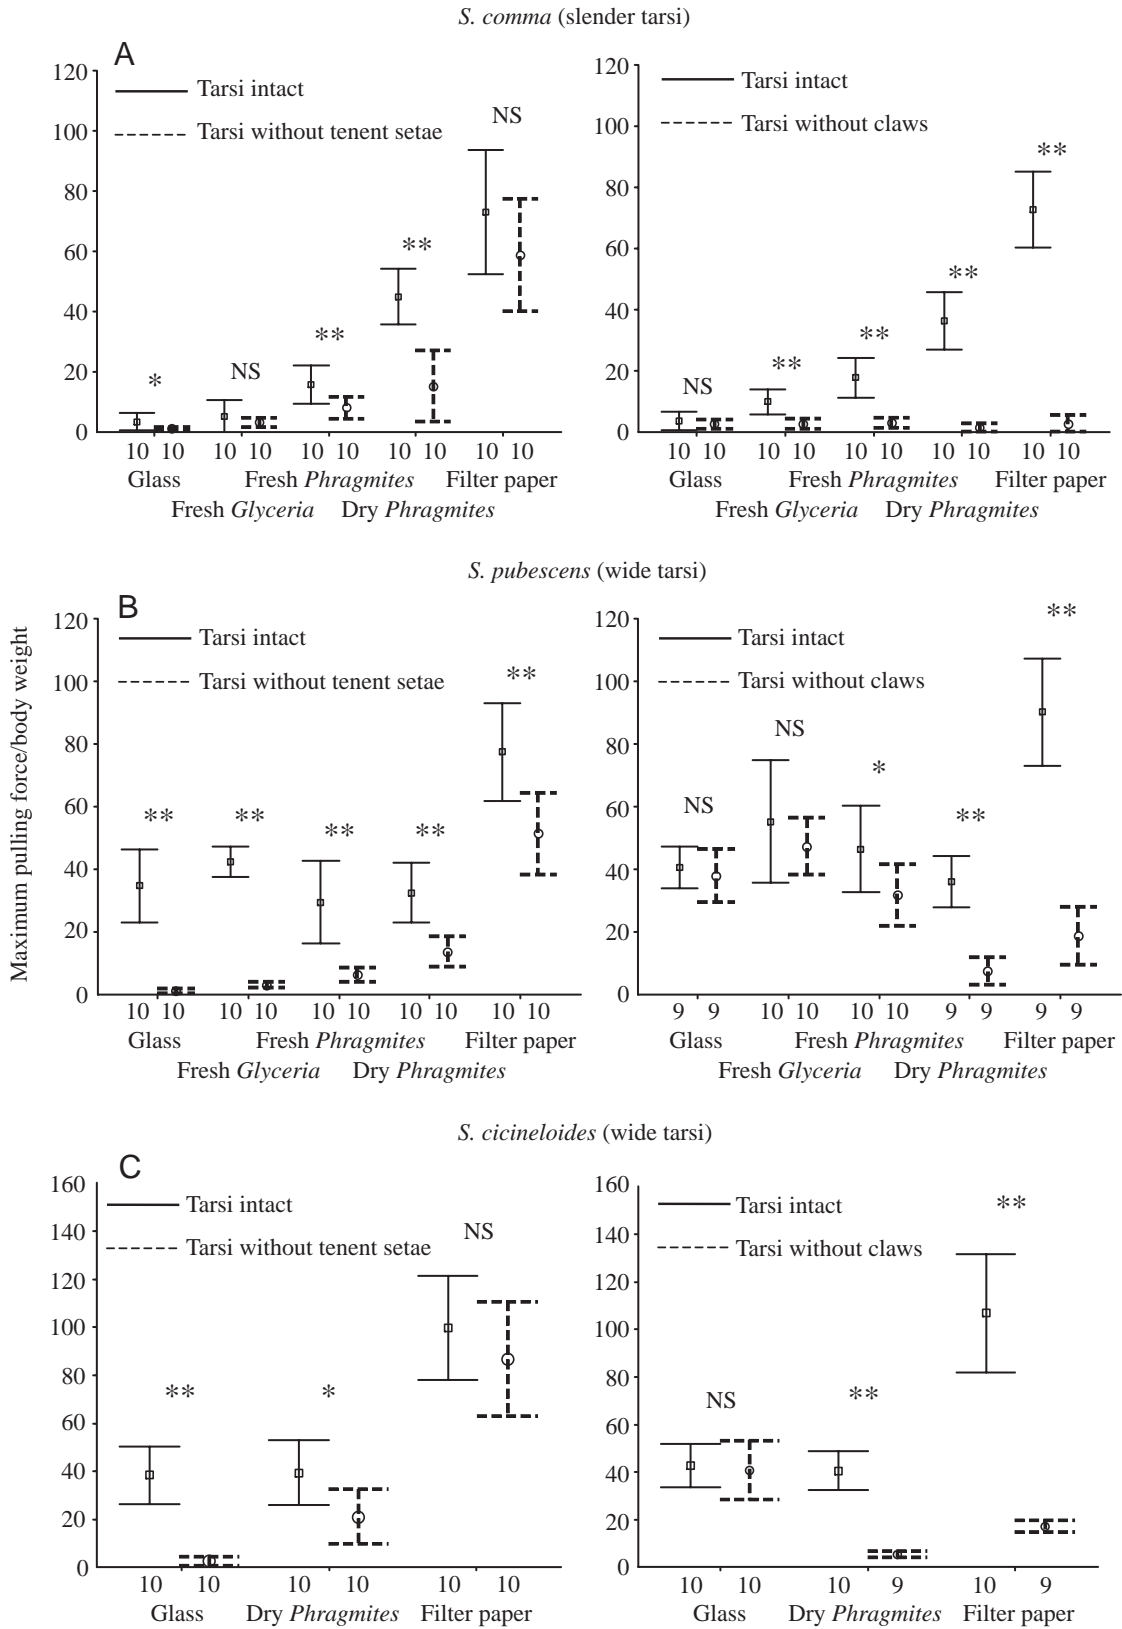 S. comma (slender tarsi)
A
120
100
80
60
40
20
0
Tarsi intact
Tarsi without tenent setae
*
NS
**
**
NS
10 10 10 10 10 10 10 10 10 10
Glass Fresh Phragmites Filter paper
Fresh Glyceria Dry Phragmites
120
100
80
60
40
20
0
Tarsi intact
Tarsi without claws
NS
**
**
**
**
10 10 10 10 10 10 10 10 10 10
Glass Fresh Phragmites Filter paper
Fresh Glyceria Dry Phragmites
Maximum pulling force/body weight
S. pubescens (wide tarsi)
B
120
100
80
60
40
20
0
Tarsi intact
Tarsi without tenent setae
**
**
**
**
**
10 10 10 10 10 10 10 10 10 10
Glass Fresh Phragmites Filter paper
Fresh Glyceria Dry Phragmites
120
100
80
60
40
20
0
Tarsi intact
Tarsi without claws
NS
NS
*
**
**
9 9 10 10 10 10 9 9 9 9
Glass Fresh Phragmites Filter paper
Fresh Glyceria Dry Phragmites
S. cicineloides (wide tarsi)
C
160
140
120
100
80
60
40
20
0
Tarsi intact
Tarsi without tenent setae
**
*
NS
10 10 10 10 10 10
Glass Dry Phragmites Filter paper
160
140
120
100
80
60
40
20
0
Tarsi intact
Tarsi without claws
NS
**
**
10 10 10 9 10 9
Glass Dry Phragmites Filter paper